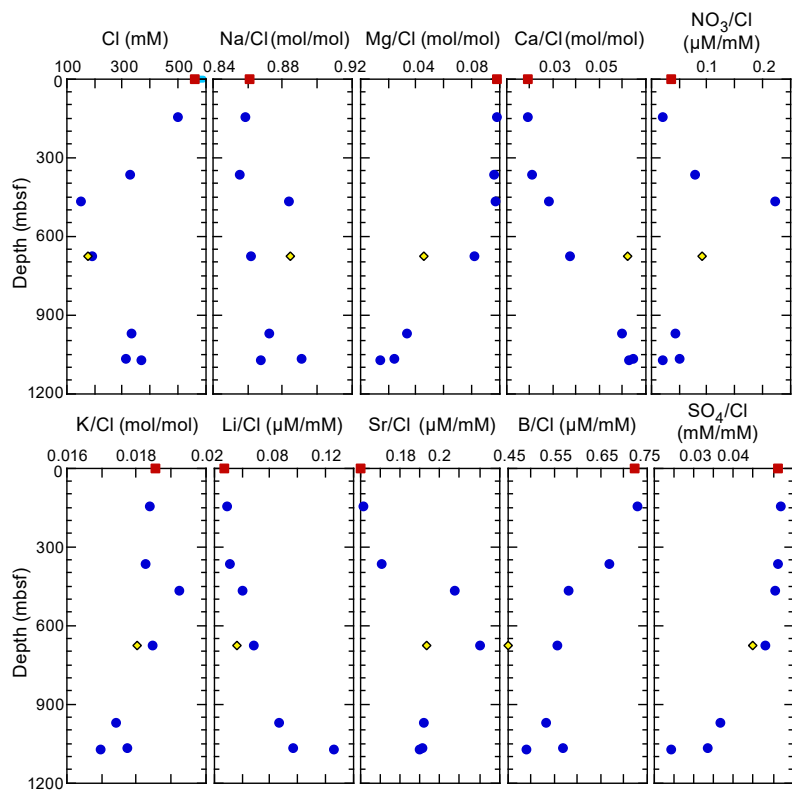 Cl (mM) Na/Cl (mol/mol) Mg/Cl (mol/mol) Ca/Cl (mol/mol) NO3/Cl
(µM/mM)
100 300 500 0.84 0.88 0.92 0.04 0.08 0.03 0.05 0.1 0.2
0
300
600
900
1200
Depth (mbsf)
K/Cl (mol/mol) Li/Cl (µM/mM) Sr/Cl (µM/mM) B/Cl (µM/mM) SO4/Cl
(mM/mM)
0.016 0.018 0.02 0.08 0.12 0.18 0.2 0.45 0.55 0.65 0.75 0.03 0.04
0
300
600
900
1200
Depth (mbsf)